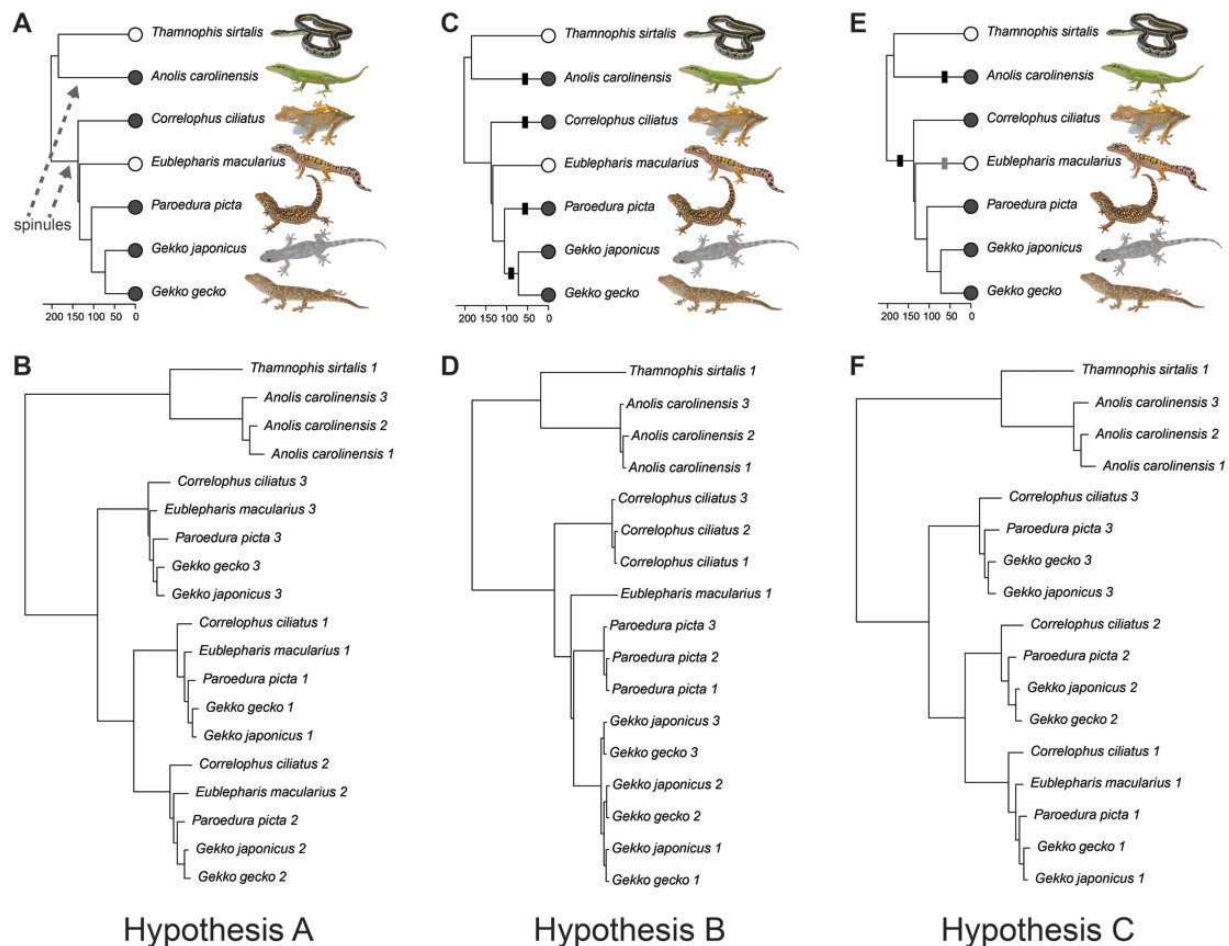 A
Thamnophis sirtalis
Anolis carolinensis
Correlophus ciliatus
Eublepharis macularius
Paroedura picta
Gekko japonicus
Gekko gecko
spinules
200 150 100 50 0
C
Thamnophis sirtalis
Anolis carolinensis
Correlophus ciliatus
Eublepharis macularius
Paroedura picta
Gekko japonicus
Gekko gecko
200 150 100 50 0
E
Thamnophis sirtalis
Anolis carolinensis
Correlophus ciliatus
Eublepharis macularius
Paroedura picta
Gekko japonicus
Gekko gecko
200 150 100 50 0
B
Thamnophis sirtalis 1
Anolis carolinensis 3
Anolis carolinensis 2
Anolis carolinensis 1
Correlophus ciliatus 3
Eublepharis macularius 3
Paroedura picta 3
Gekko gecko 3
Gekko japonicus 3
Correlophus ciliatus 1
Eublepharis macularius 1
Paroedura picta 1
Gekko gecko 1
Gekko japonicus 1
Correlophus ciliatus 2
Eublepharis macularius 2
Paroedura picta 2
Gekko japonicus 2
Gekko gecko 2
Hypothesis A
D
Thamnophis sirtalis 1
Anolis carolinensis 3
Anolis carolinensis 2
Anolis carolinensis 1
Correlophus ciliatus 3
Correlophus ciliatus 2
Correlophus ciliatus 1
Eublepharis macularius 1
Paroedura picta 3
Paroedura picta 2
Paroedura picta 1
Gekko japonicus 3
Gekko gecko 3
Gekko japonicus 2
Gekko gecko 2
Gekko japonicus 1
Gekko gecko 1
Hypothesis B
F
Thamnophis sirtalis 1
Anolis carolinensis 3
Anolis carolinensis 2
Anolis carolinensis 1
Correlophus ciliatus 3
Paroedura picta 3
Gekko gecko 3
Gekko japonicus 3
Correlophus ciliatus 2
Paroedura picta 2
Gekko japonicus 2
Gekko gecko 2
Correlophus ciliatus 1
Eublepharis macularius 1
Paroedura picta 1
Gekko gecko 1
Gekko japonicus 1
Hypothesis C